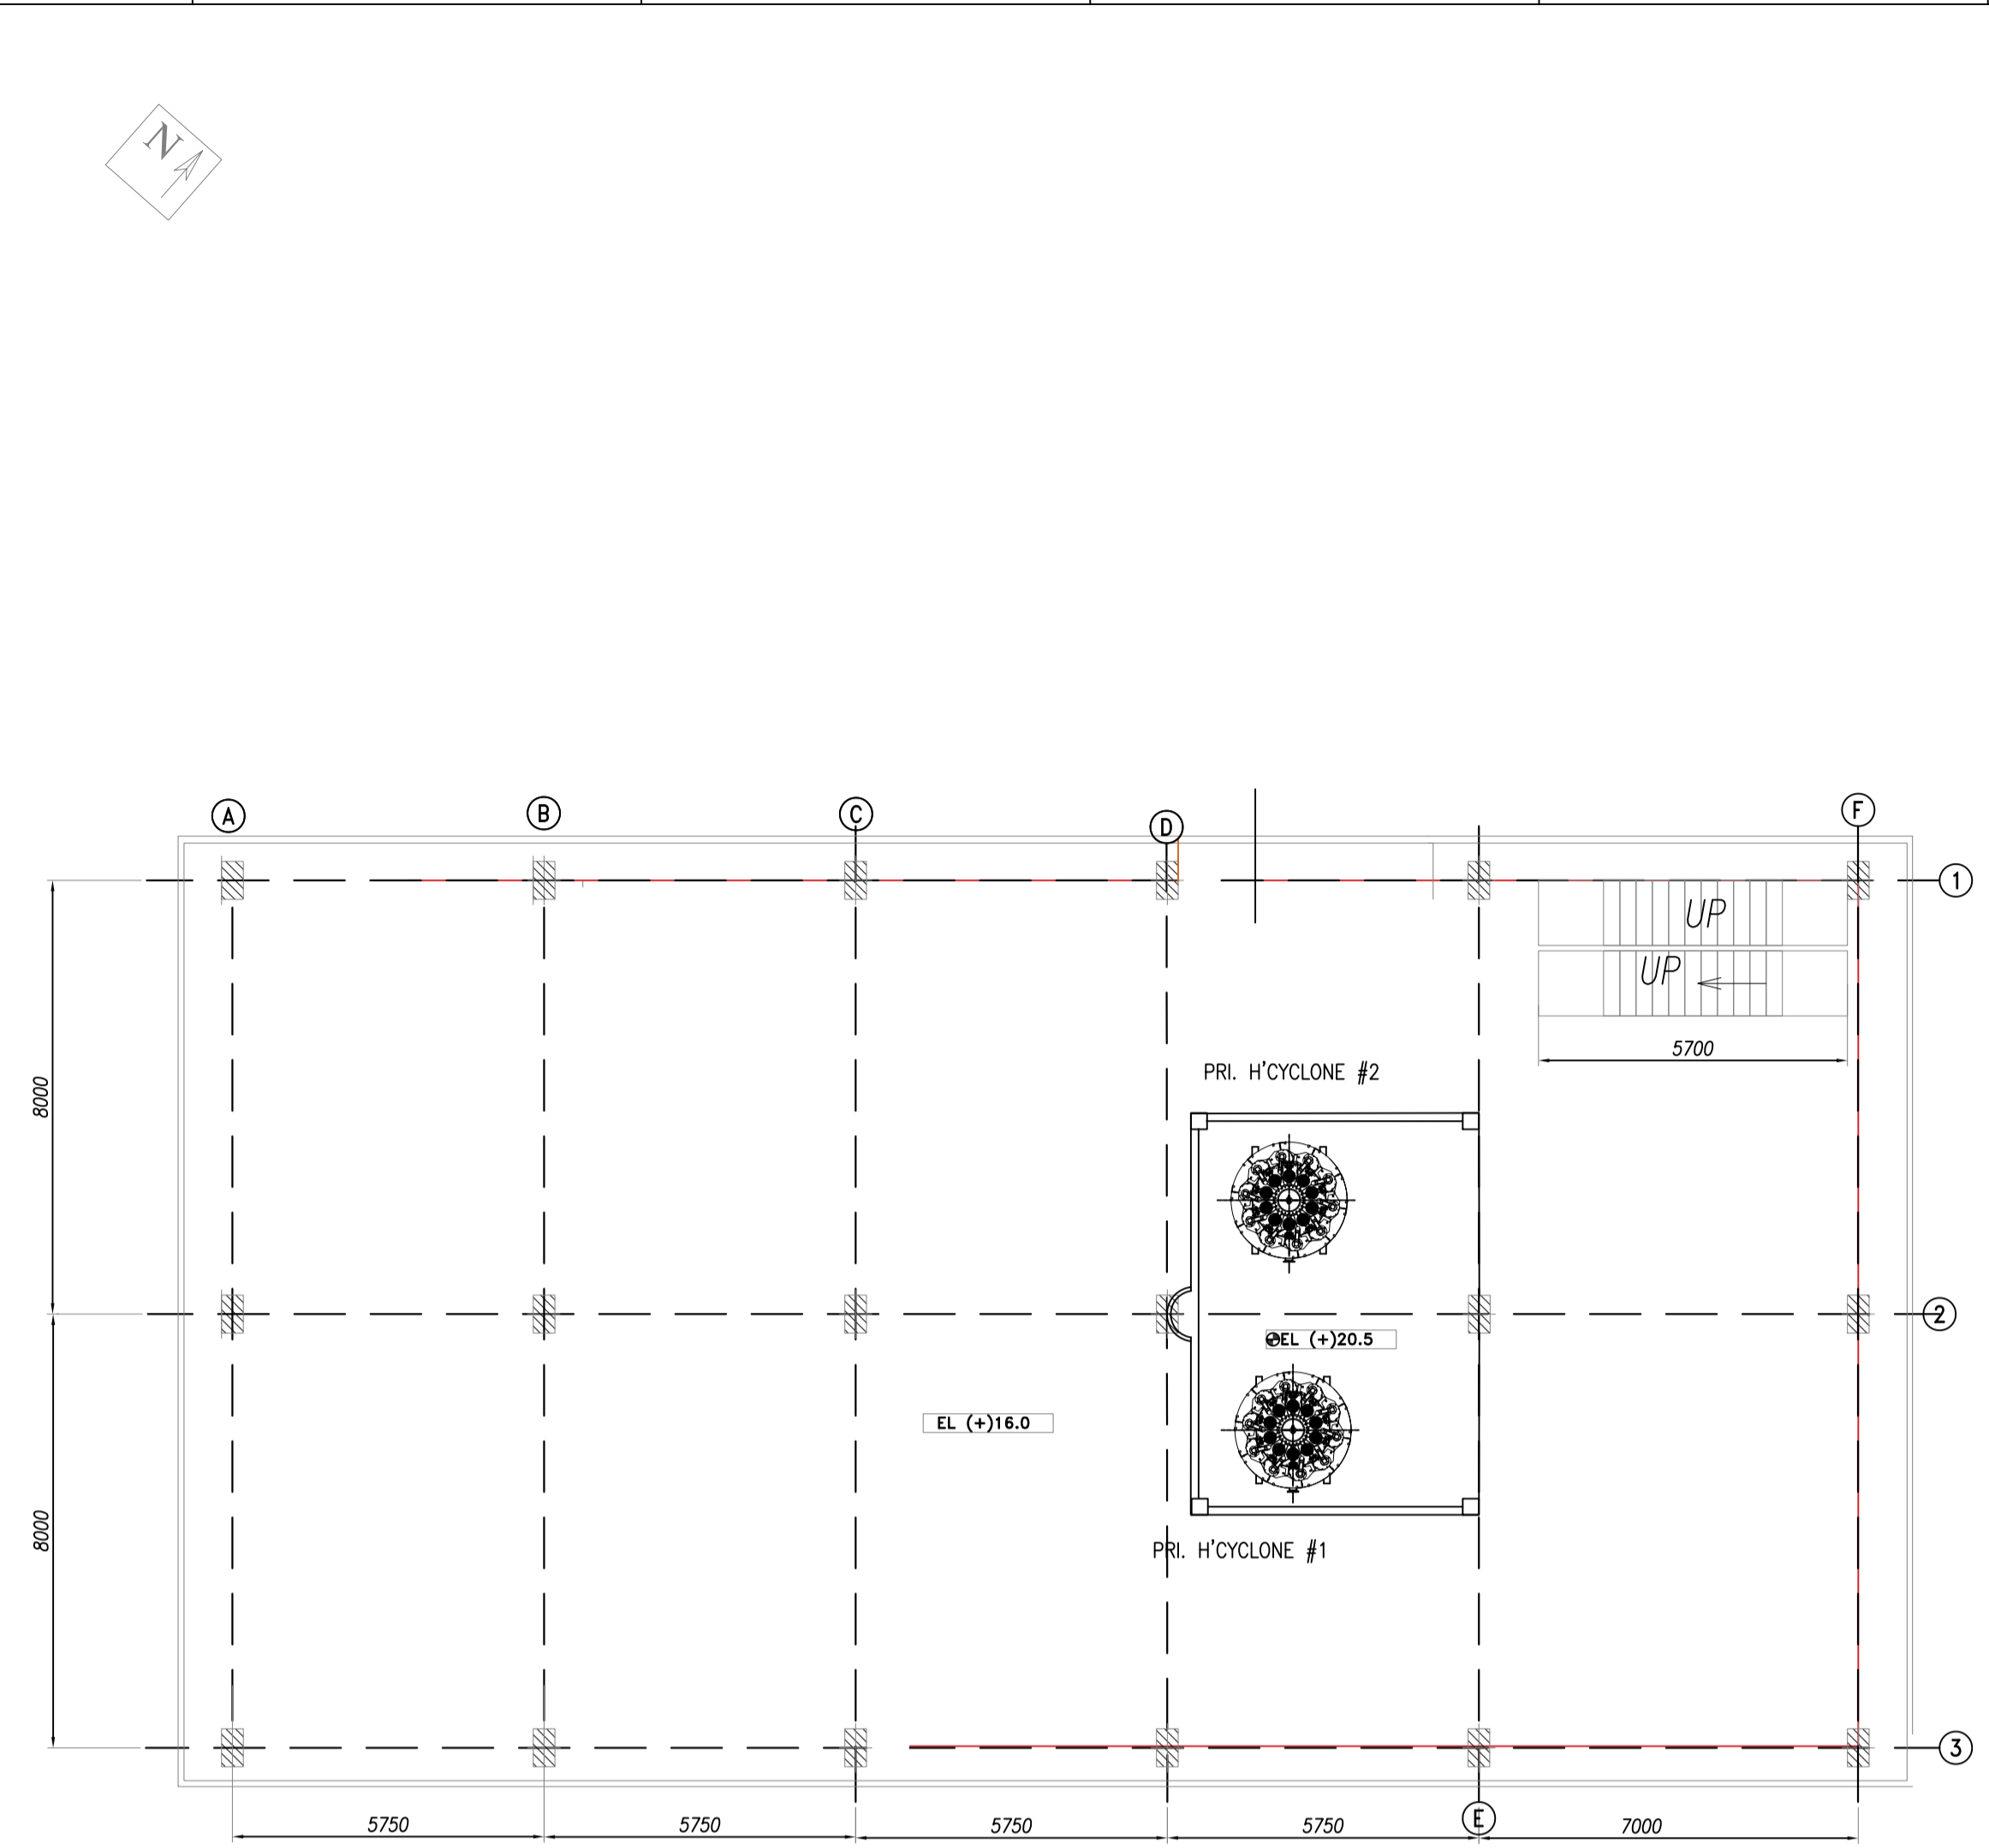 N
A
B
C
D
F
1
UP
UP
5700
8000
PRI. H'CYCLONE #2
2
EL (+)20.5
EL (+)16.0
8000
PRI. H'CYCLONE #1
3
5750
5750
5750
5750
E
7000